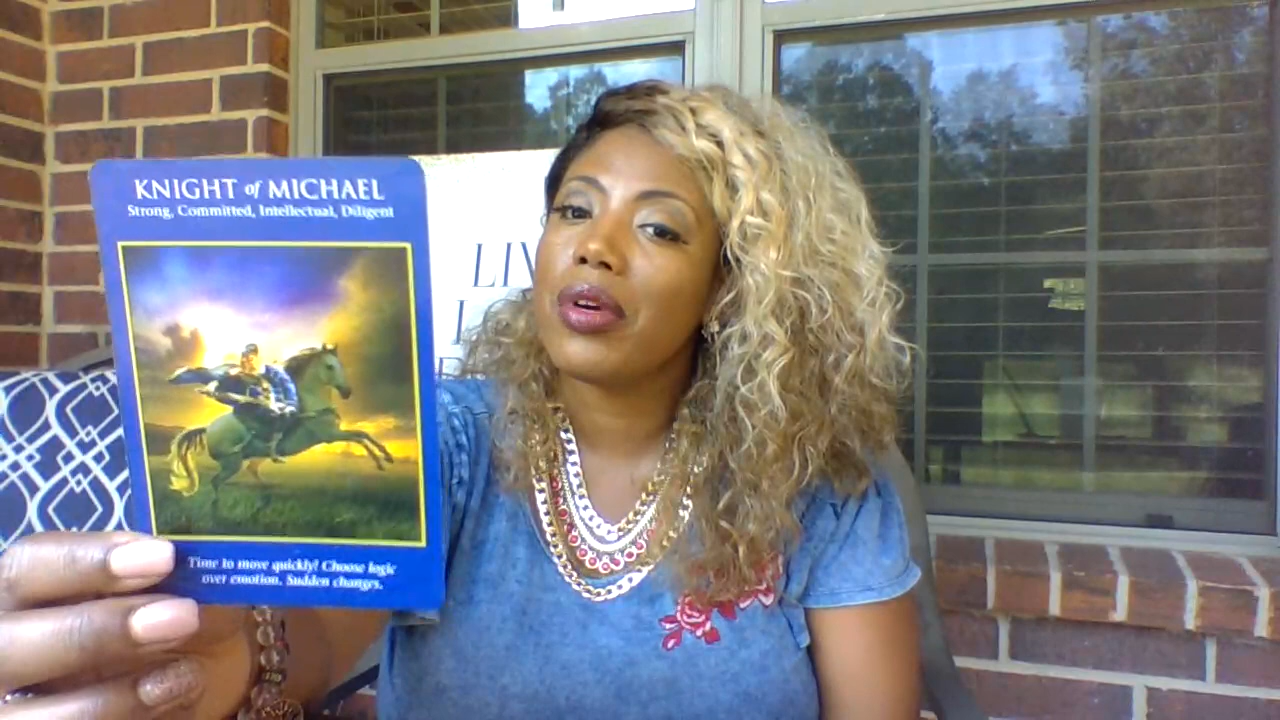 KNIGHT of MICHAEL
Strong, Committed, Intellectual, Diligent
Time to move quickly! Choose logic
over emotion. Sudden changes.